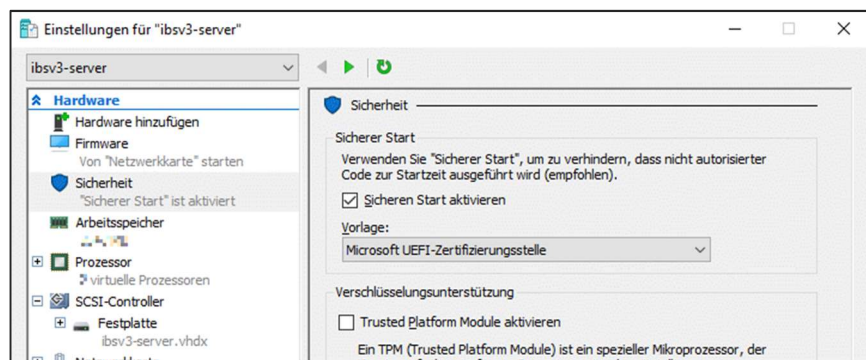 Einstellungen für "ibsv3-server"
ibsv3-server
Hardware
Hardware hinzufügen
Firmware
Von "Netzwerkkarte" starten
Sicherheit
"Sicherer Start" ist aktiviert
Arbeitsspeicher
Prozessor
virtuelle Prozessoren
SCSI-Controller
Festplatte
ibsv3-server.vhdx
Sicherheit
Sicherer Start
Verwenden Sie "Sicherer Start", um zu verhindern, dass nicht autorisierter
Code zur Startzeit ausgeführt wird (empfohlen).
Sicheren Start aktivieren
Vorlage:
Microsoft UEFI-Zertifizierungsstelle
Verschlüsselungsunterstützung
Trusted Platform Module aktivieren
Ein TPM (Trusted Platform Module) ist ein spezieller Mikroprozessor, der